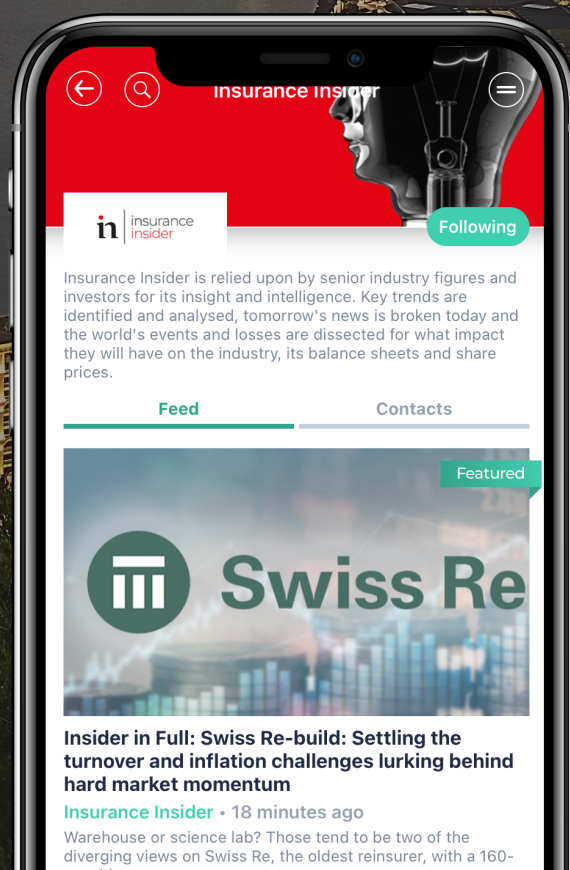 Insurance Insider
in insurance
insider
Following
Insurance Insider is relied upon by senior industry figures and
investors for its insight and intelligence. Key trends are
identified and analysed, tomorrow's news is broken today and
the world's events and losses are dissected for what impact
they will have on the industry, its balance sheets and share
prices.
Feed Contacts
Featured
Swiss Re
Insider in Full: Swiss Re-build: Settling the
turnover and inflation challenges lurking behind
hard market momentum
Insurance Insider • 18 minutes ago
Warehouse or science lab? Those tend to be two of the
diverging views on Swiss Re, the oldest reinsurer, with a 160-